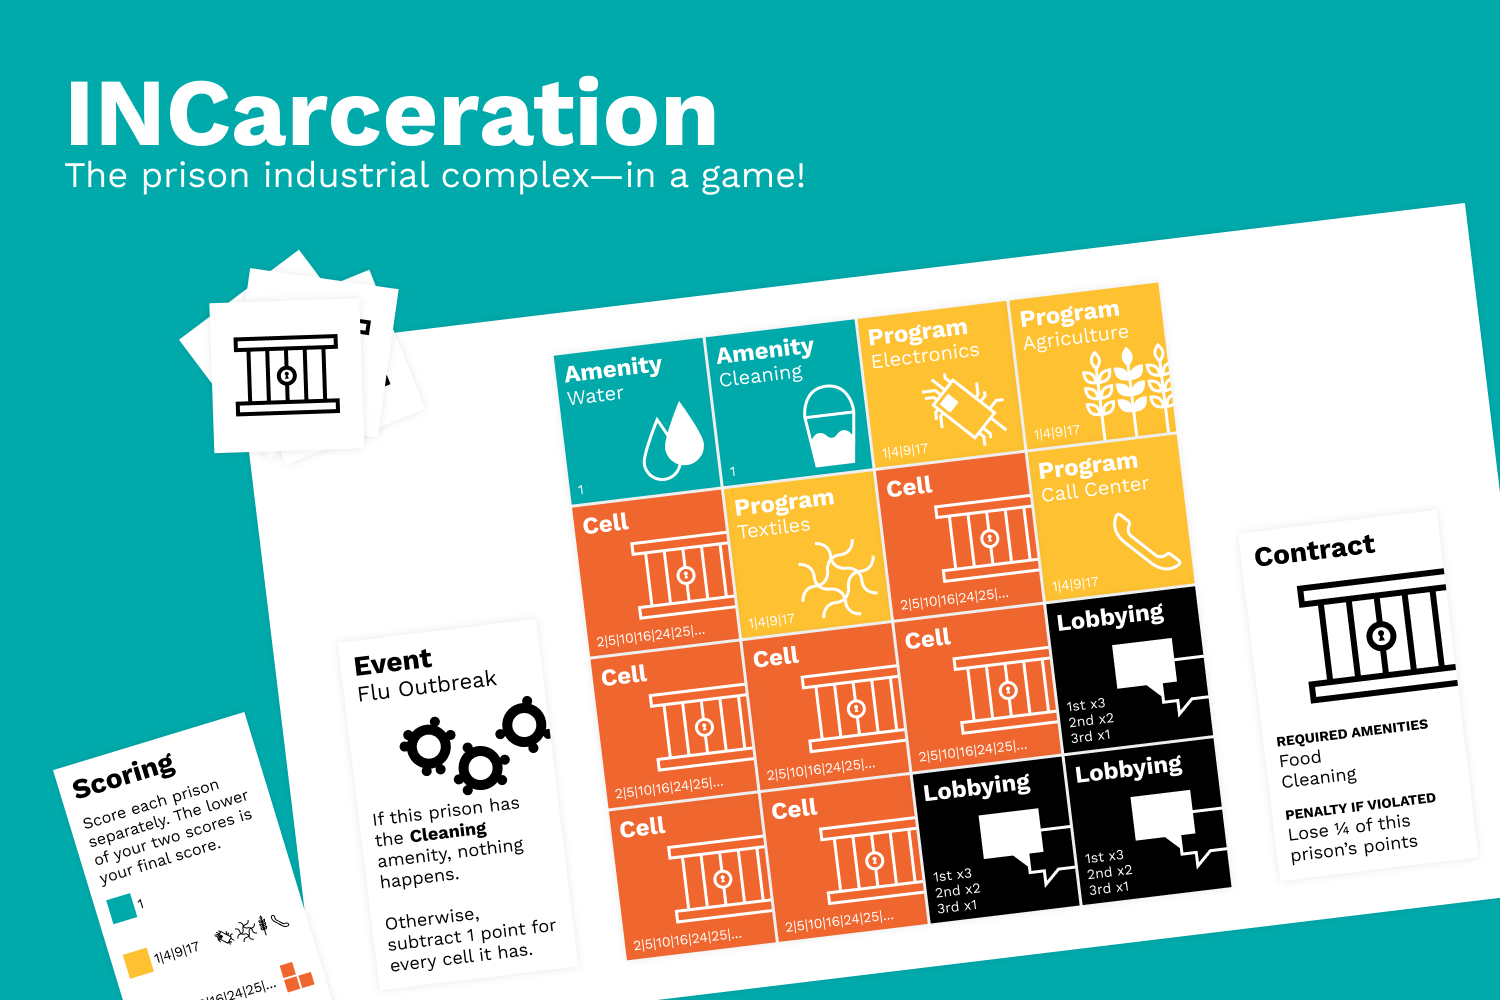 INCarceration
The prison industrial complex—in a game!
Amenity
Water
1
Amenity
Cleaning
1
Program
Electronics
1|4|9|17
Program
Agriculture
1|4|9|17
Cell
2|5|10|16|24|25|...
Program
Textiles
1|4|9|17
Cell
2|5|10|16|24|25|...
Program
Call Center
1|4|9|17
Cell
2|5|10|16|24|25|...
Cell
2|5|10|16|24|25|...
Cell
2|5|10|16|24|25|...
Lobbying
1st x3
2nd x2
3rd x1
Cell
2|5|10|16|24|25|...
Cell
2|5|10|16|24|25|...
Lobbying
1st x3
2nd x2
3rd x1
Lobbying
1st x3
2nd x2
3rd x1
Contract
REQUIRED AMENITIES
Food
Cleaning
PENALTY IF VIOLATED
Lose ¼ of this
prison's points
Event
Flu Outbreak
If this prison has
the Cleaning
amenity, nothing
happens.
Otherwise,
subtract 1 point for
every cell it has.
Scoring
Score each prison
separately. The lower
of your two scores is
your final score.
1
1|4|9|17
16|24|25|...